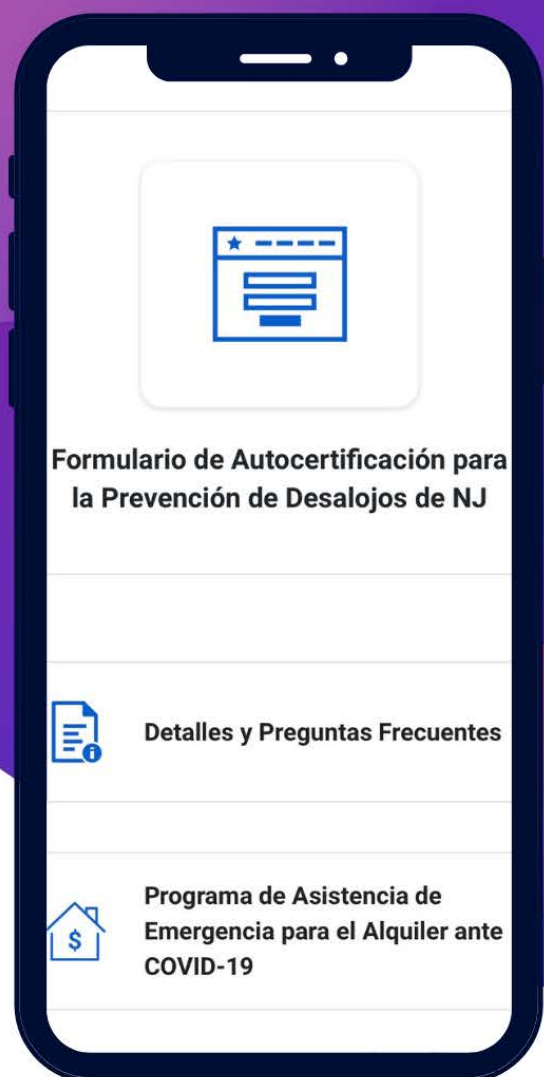 Formulario de Autocertificación para
la Prevención de Desalojos de NJ
Detalles y Preguntas Frecuentes
Programa de Asistencia de
Emergencia para el Alquiler ante
COVID-19